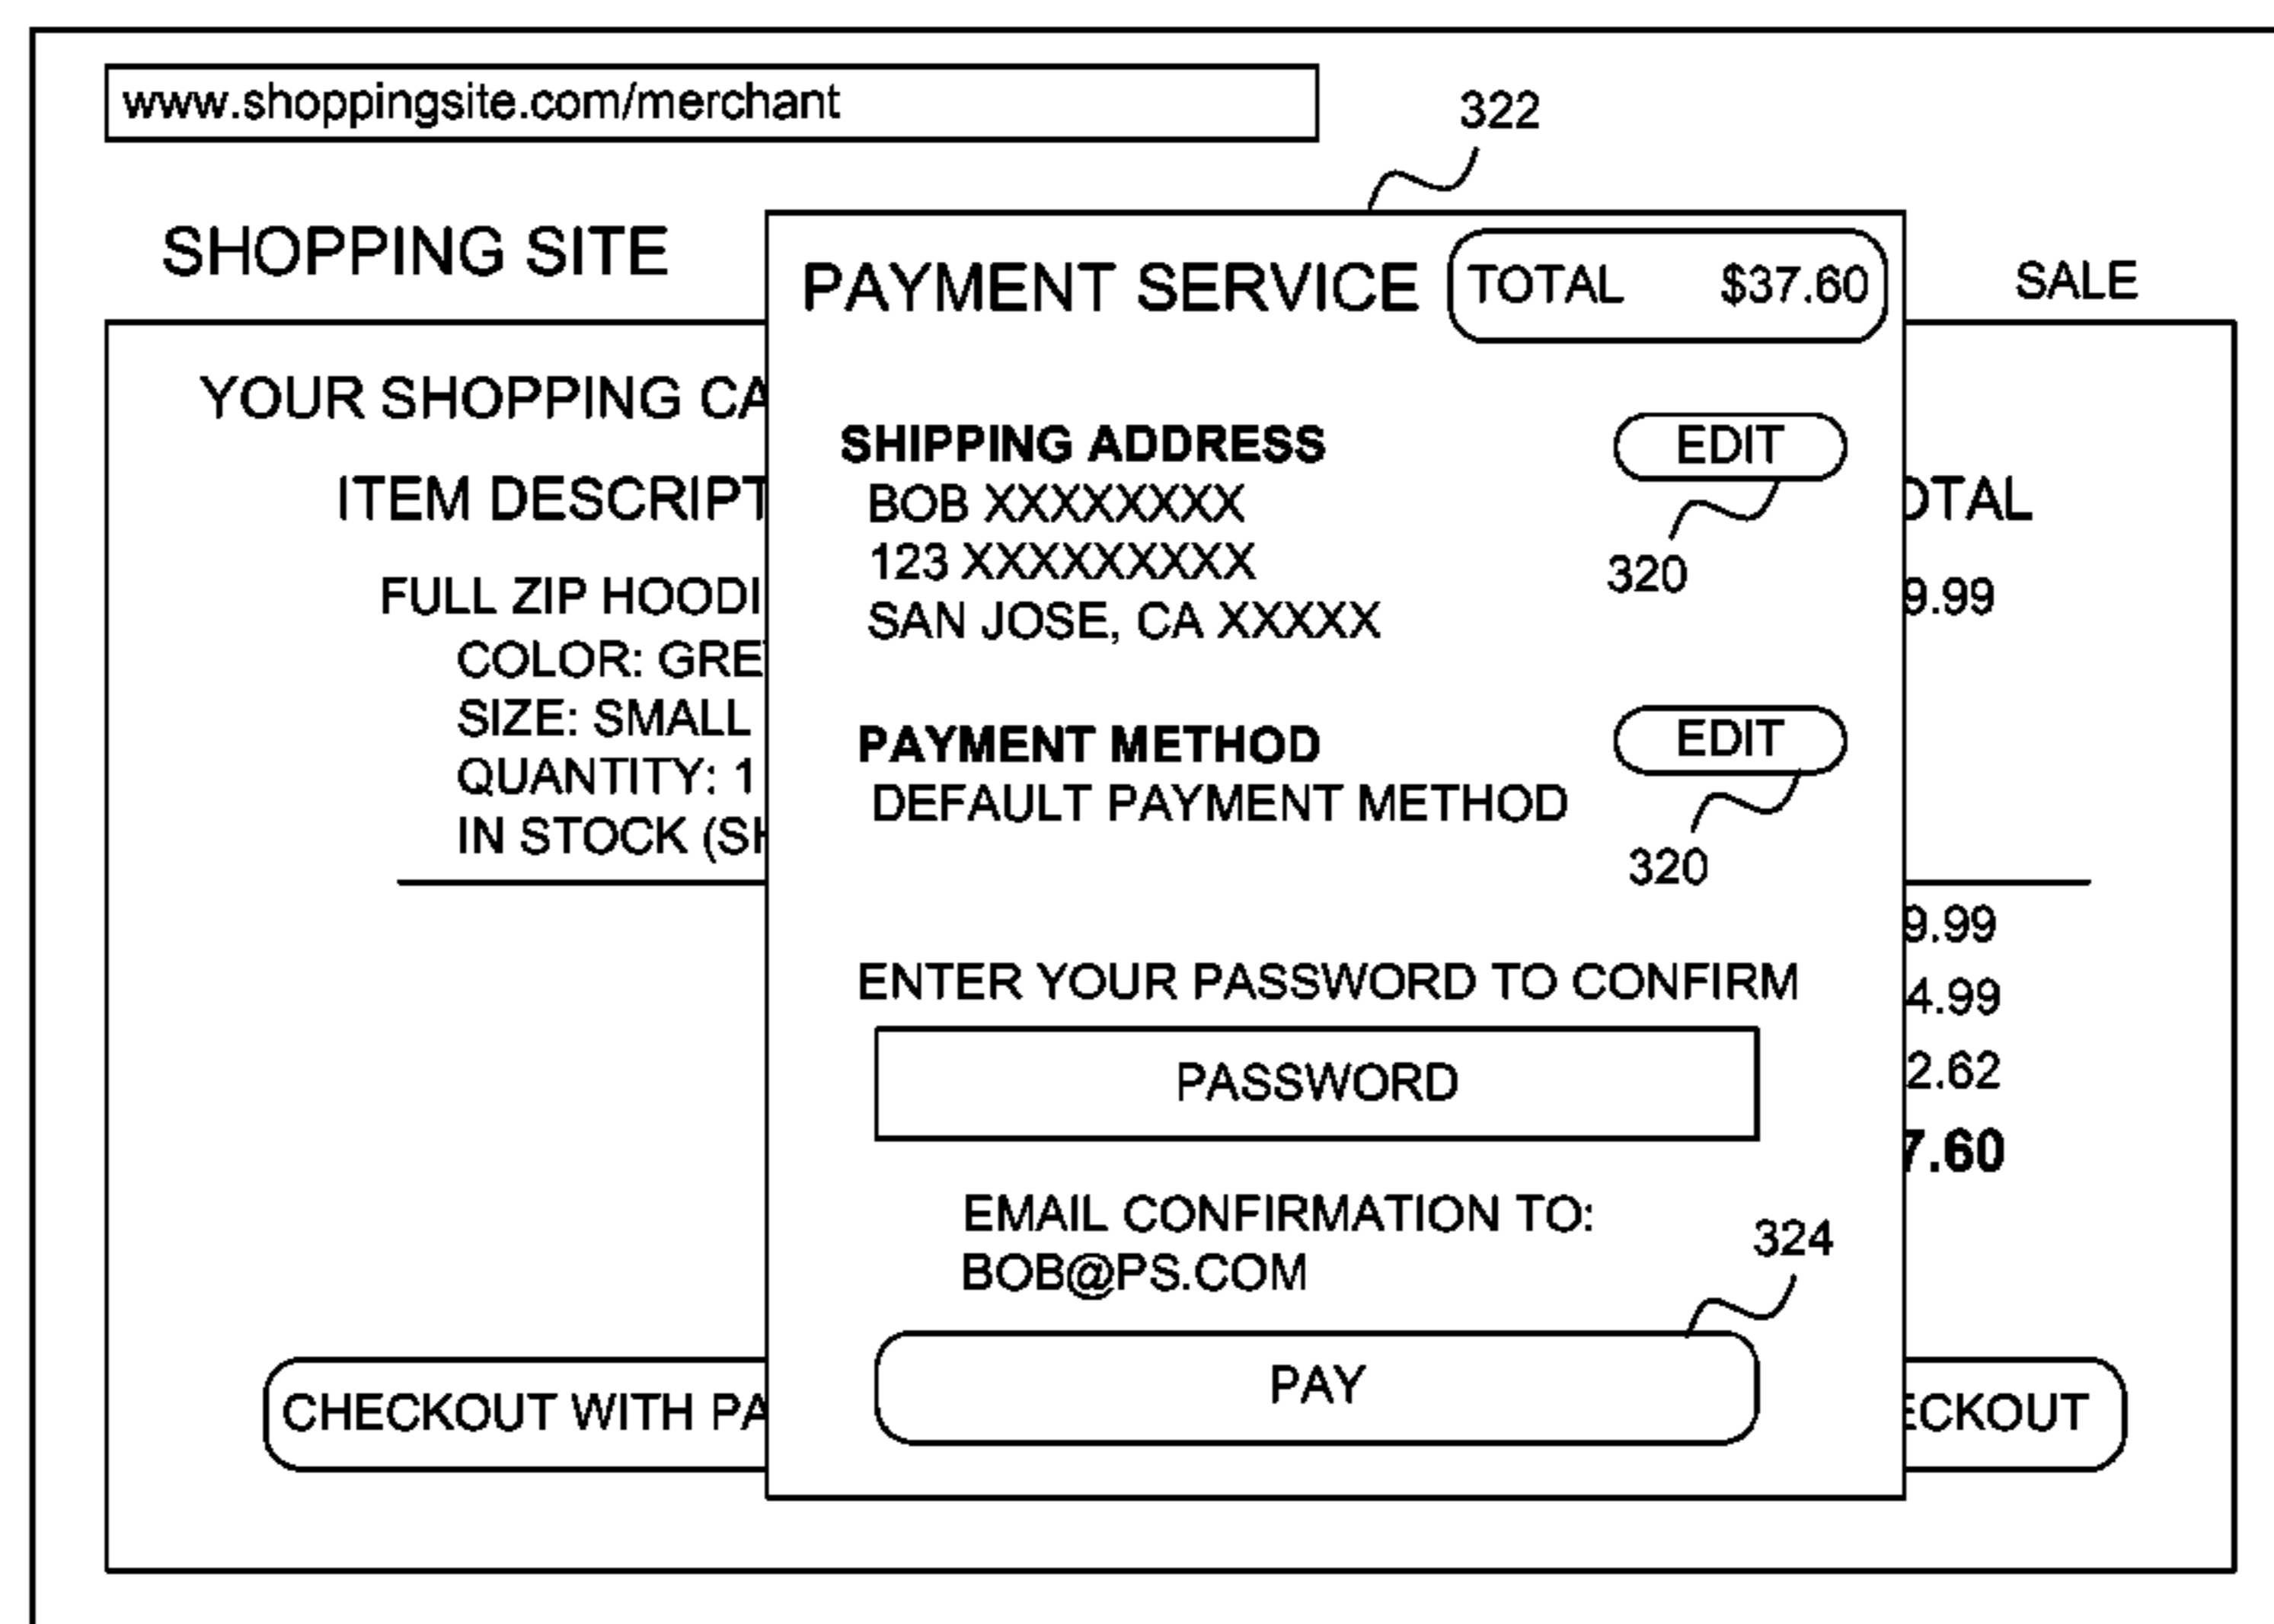 www.shoppingsite.com/merchant
322
SHOPPING SITE
PAYMENT SERVICE
TOTAL $37.60
SALE
YOUR SHOPPING CA
SHIPPING ADDRESS
EDIT
ITEM DESCRIPT
BOB XXXXXXXX
OTAL
123 XXXXXXXXX
320
FULL ZIP HOODI
9.99
SAN JOSE, CA XXXXX
COLOR: GRE
SIZE: SMALL
PAYMENT METHOD
EDIT
QUANTITY: 1
DEFAULT PAYMENT METHOD
IN STOCK (SH
320
9.99
ENTER YOUR PASSWORD TO CONFIRM
4.99
PASSWORD
2.62
7.60
EMAIL CONFIRMATION TO:
324
BOB@PS.COM
PAY
CHECKOUT WITH PA
ECKOUT